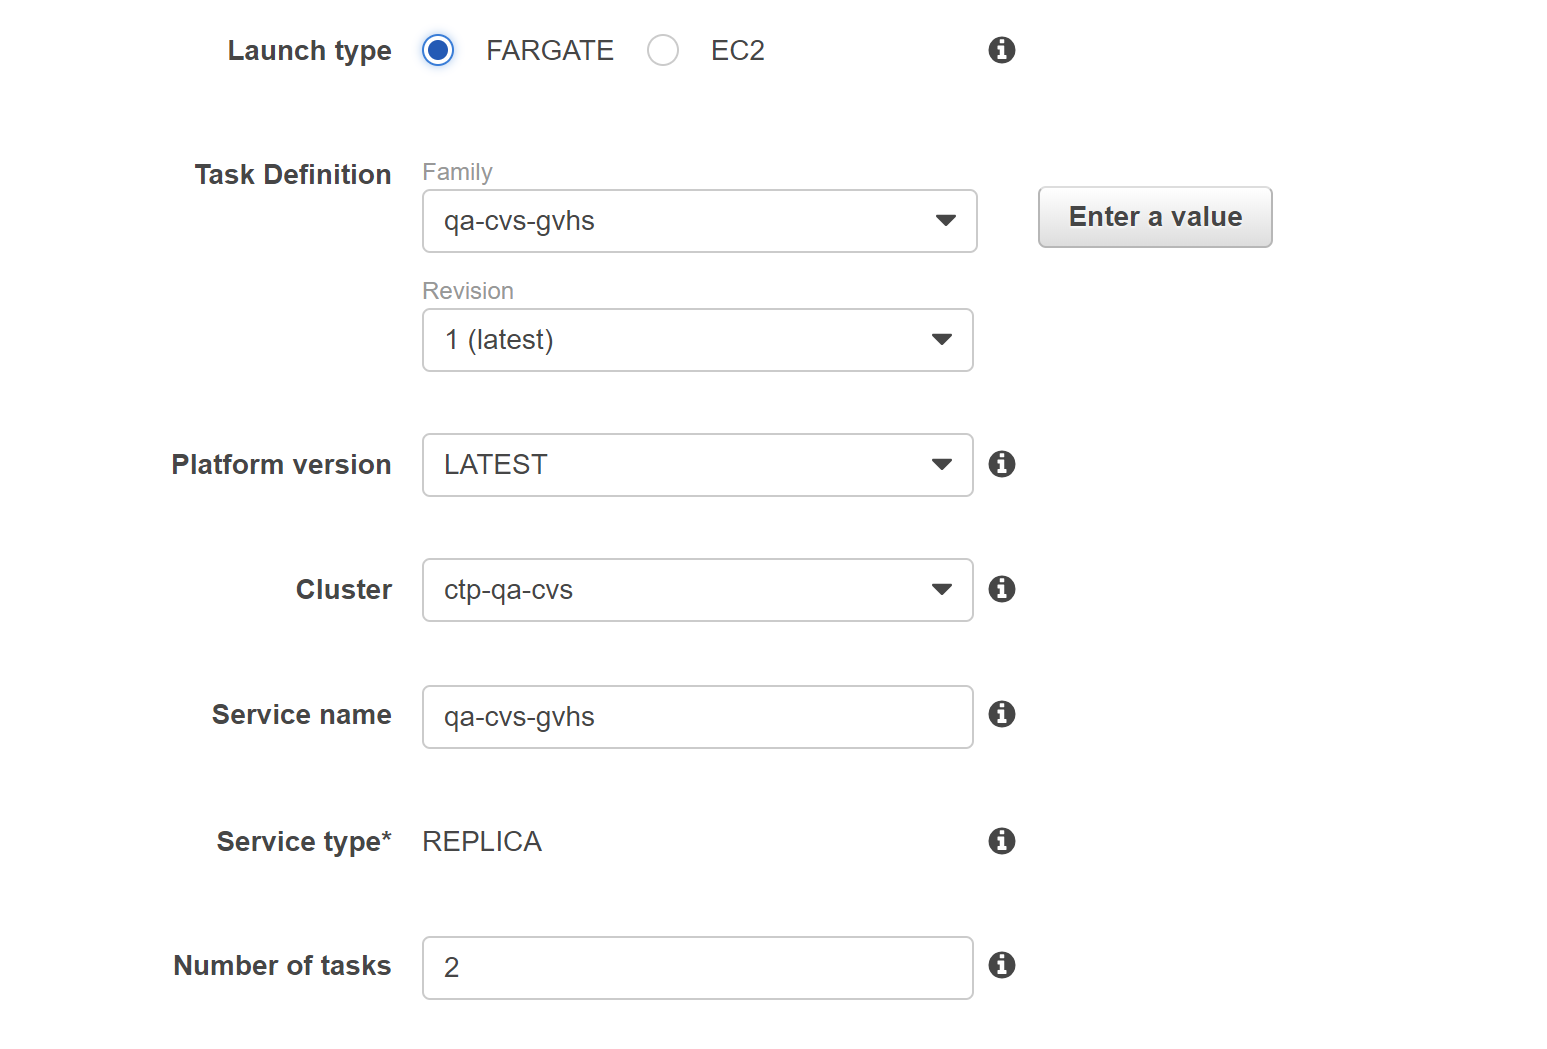 Launch type FARGATE EC2
Task Definition Family
qa-cvs-gvhs Enter a value
Revision
1 (latest)
Platform version LATEST
Cluster ctp-qa-cvs
Service name qa-cvs-gvhs
Service type* REPLICA
Number of tasks 2